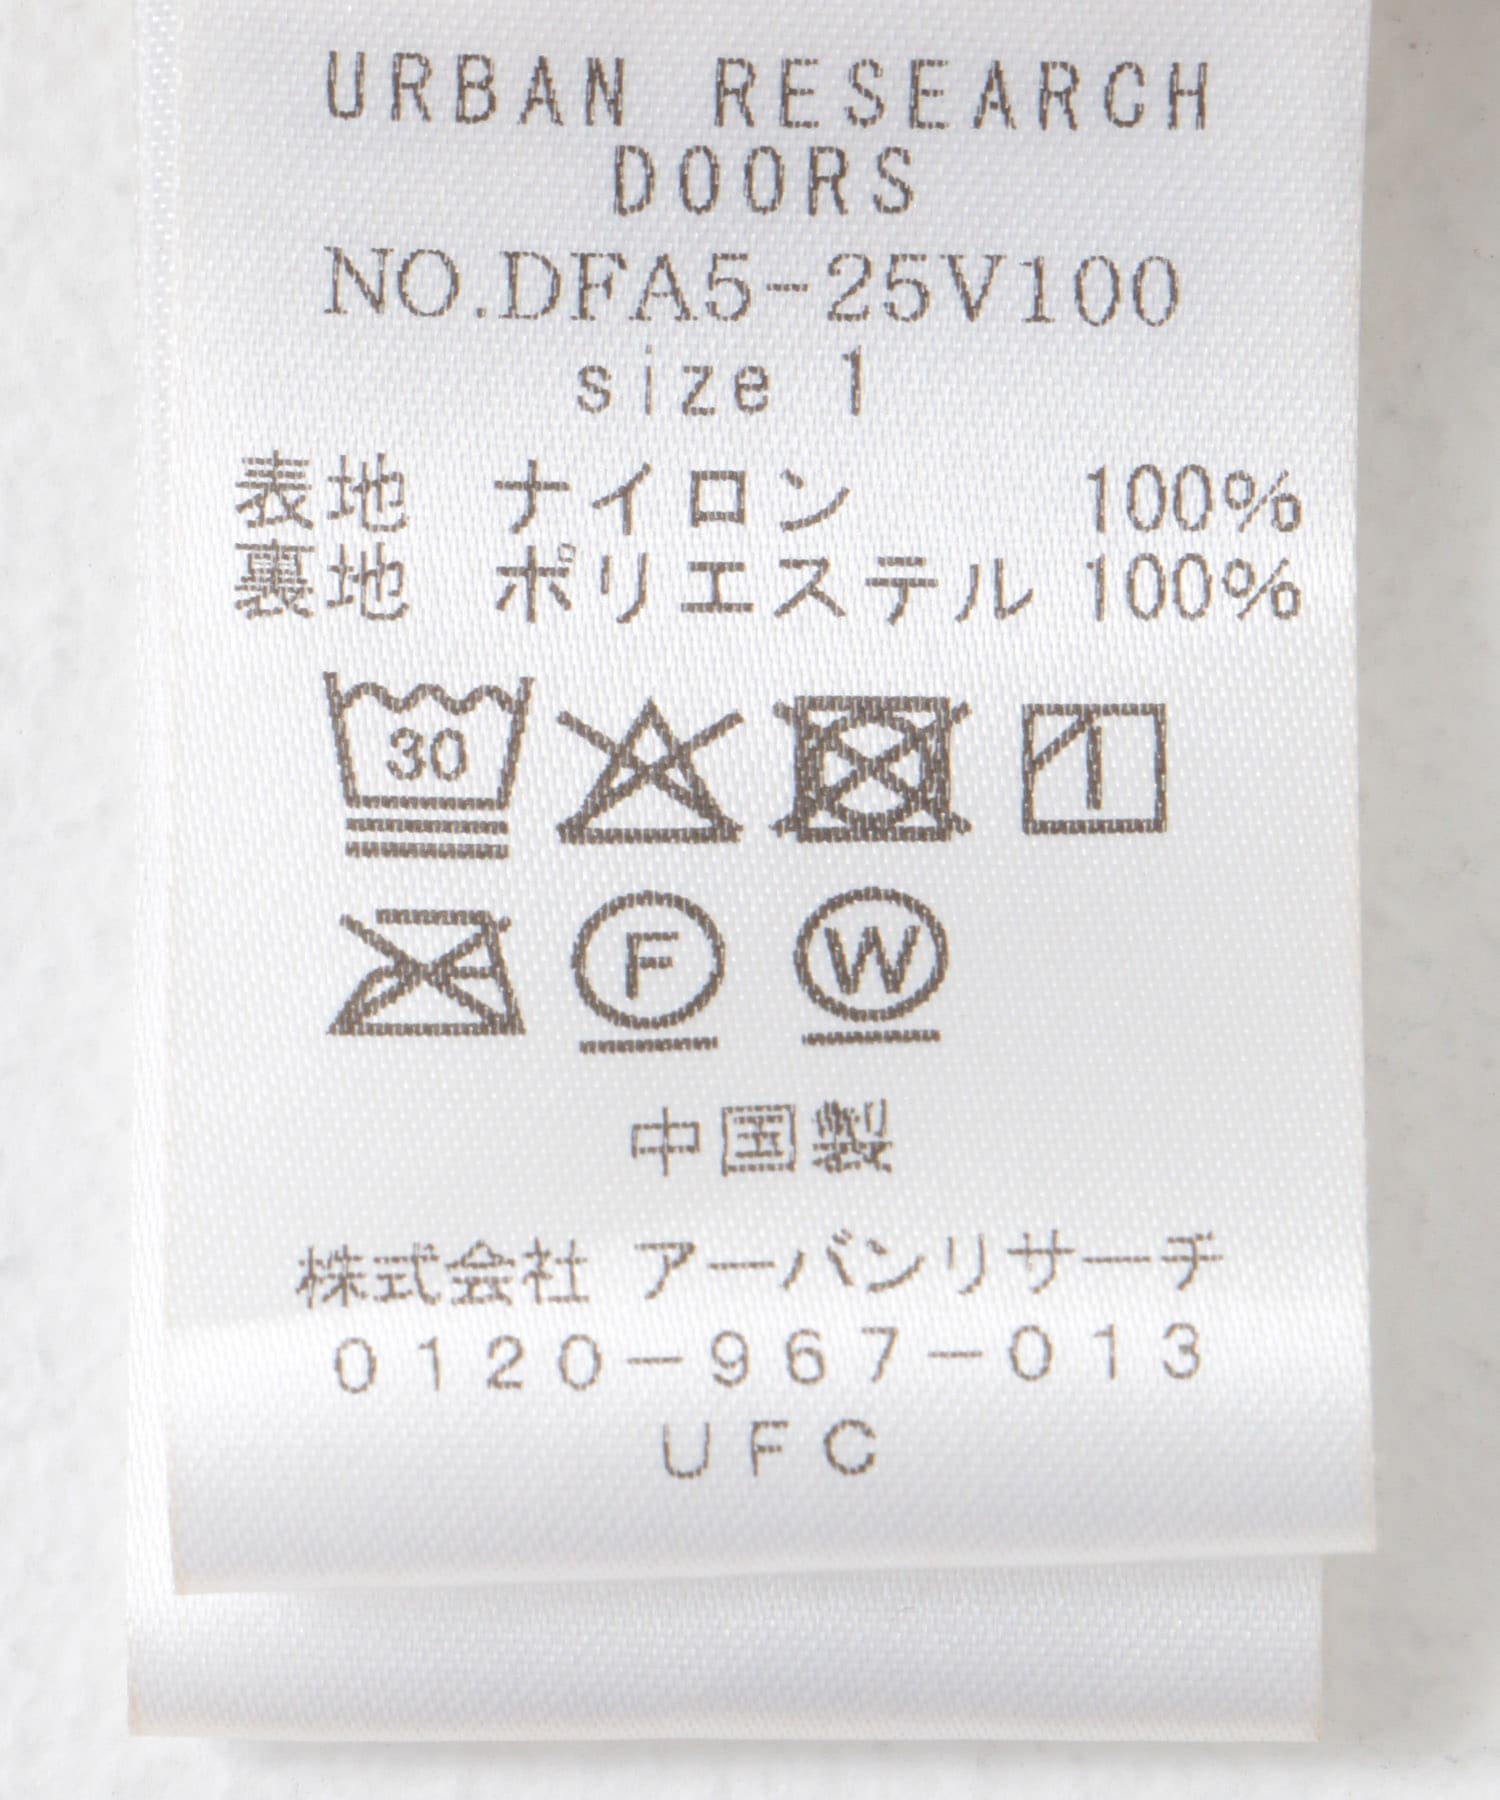 URBAN RESEARCH
DOORS
NO.DFA5-25V100
size 1
表地 ナイロン 100%
裏地 ポリエステル 100%
30
F W
中国製
株式会社 アーバンリサーチ
0120-967-013
UFC